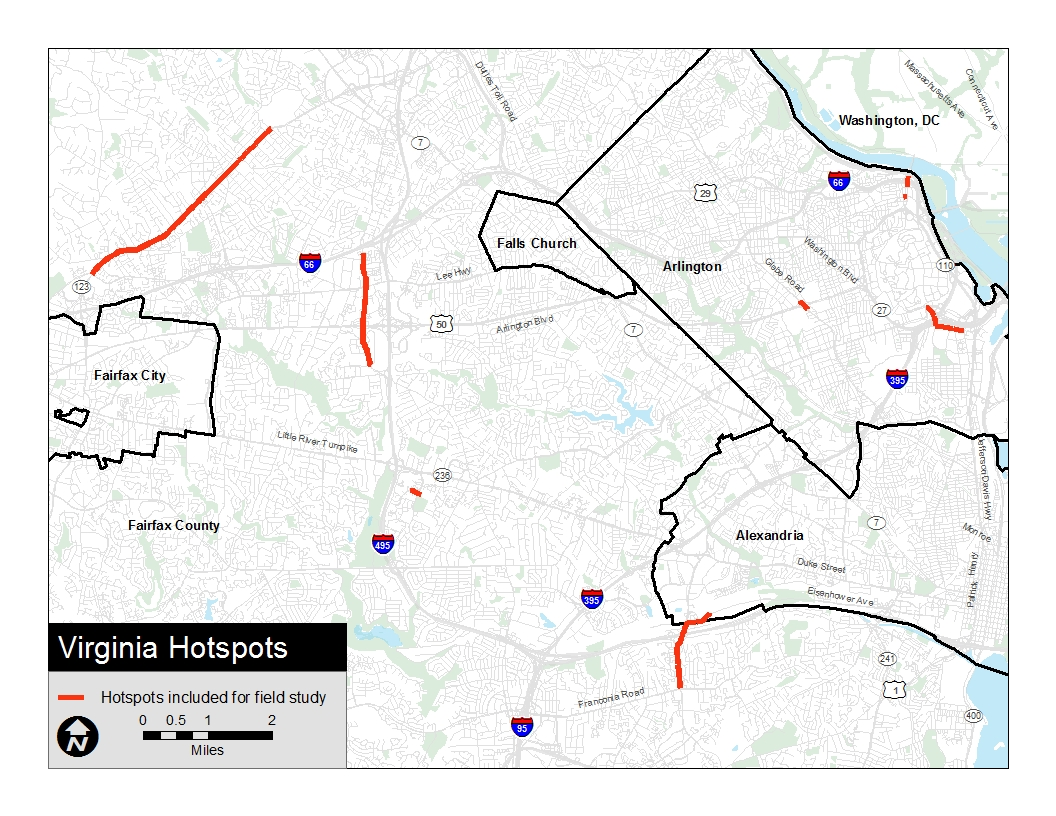 Dulles Toll Road
Massachusetts Ave
Connecticut Ave
Washington, DC
7
66
29
Falls Church
Washington Blvd
Arlington
Globe Road
110
66
Lee Hwy
123
27
50
Arlington Blvd
7
Fairfax City
395
Little River Turnpike
236
Jefferson Davis Hwy
Fairfax County
7
Monroe
Alexandria
495
Duke Street
Patrick Henry
Eisenhower Ave
395
Virginia Hotspots
241
Hotspots included for field study
Franconia Road
1
400
0 0.5 1 2
Miles
N
95